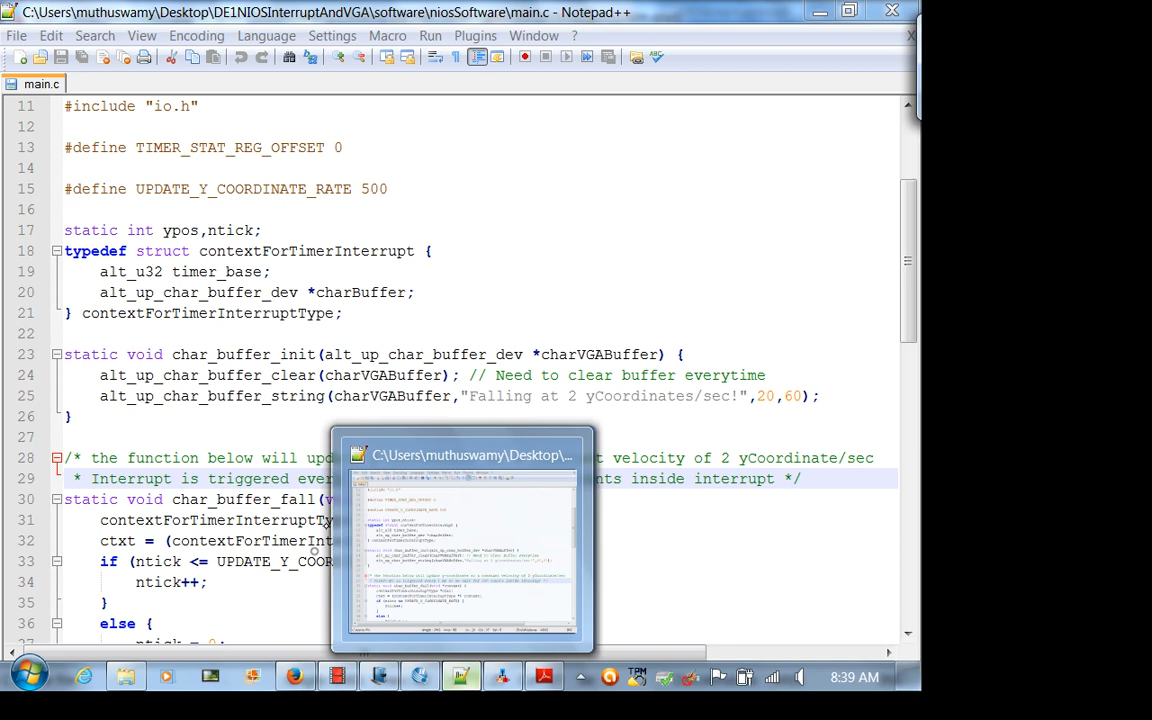 C:\Users\muthuswamy\Desktop\DE1NIOSInterruptAndVGA\software\niosSoftware\main.c - Notepad++
File Edit Search View Encoding Language Settings Macro Run Plugins Window ? X
main.c
11 #include "io.h"
12
13 #define TIMER_STAT_REG_OFFSET 0
14
15 #define UPDATE_Y_COORDINATE_RATE 500
16
17 static int ypos,ntick;
18 typedef struct contextForTimerInterrupt {
19 alt_u32 timer_base;
20 alt_up_char_buffer_dev *charBuffer;
21 } contextForTimerInterruptType;
22
23 static void char_buffer_init(alt_up_char_buffer_dev *charVGABuffer) {
24 alt_up_char_buffer_clear(charVGABuffer); // Need to clear buffer everytime
25 alt_up_char_buffer_string(charVGABuffer,"Falling at 2 yCoordinates/sec!",20,60);
26 }
27
28 /* the function below will upd t velocity of 2 yCoordinate/sec
29 * Interrupt is triggered ever nts inside interrupt */
30 static void char_buffer_fall(v
31 contextForTimerInterruptTy
32 ctxt = (contextForTimerInt
33 if (ntick <= UPDATE_Y_COOR
34 ntick++;
35 }
36 else {
37 ntick = 0;
C:\Users\muthuswamy\Desktop\...
8:39 AM